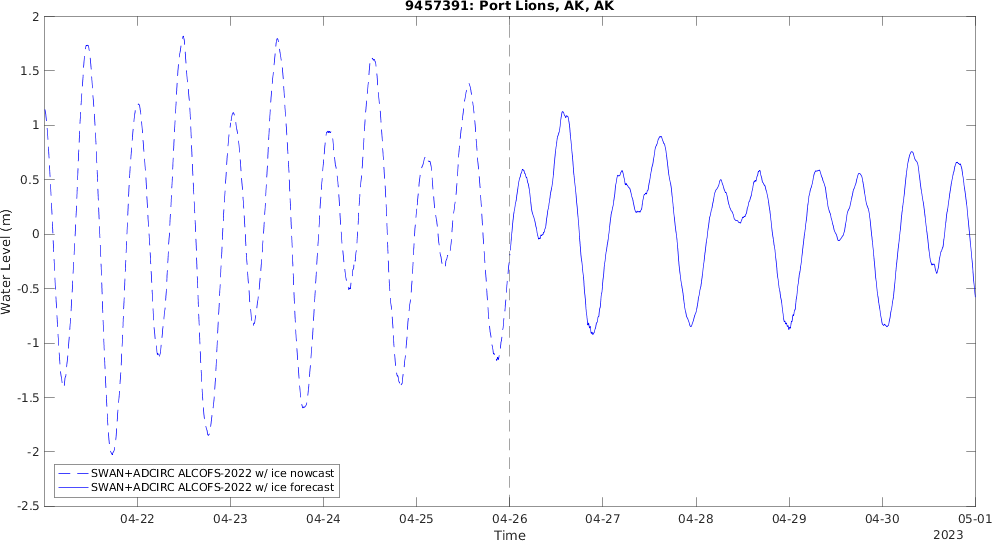 9457391: Port Lions, AK, AK
2
1.5
1
0.5
0
-0.5
-1
-1.5
-2
-2.5
Water Level (m)
SWAN+ADCIRC ALCOFS-2022 w/ ice nowcast
SWAN+ADCIRC ALCOFS-2022 w/ ice forecast
04-22 04-23 04-24 04-25 04-26 04-27 04-28 04-29 04-30 05-01
Time
2023